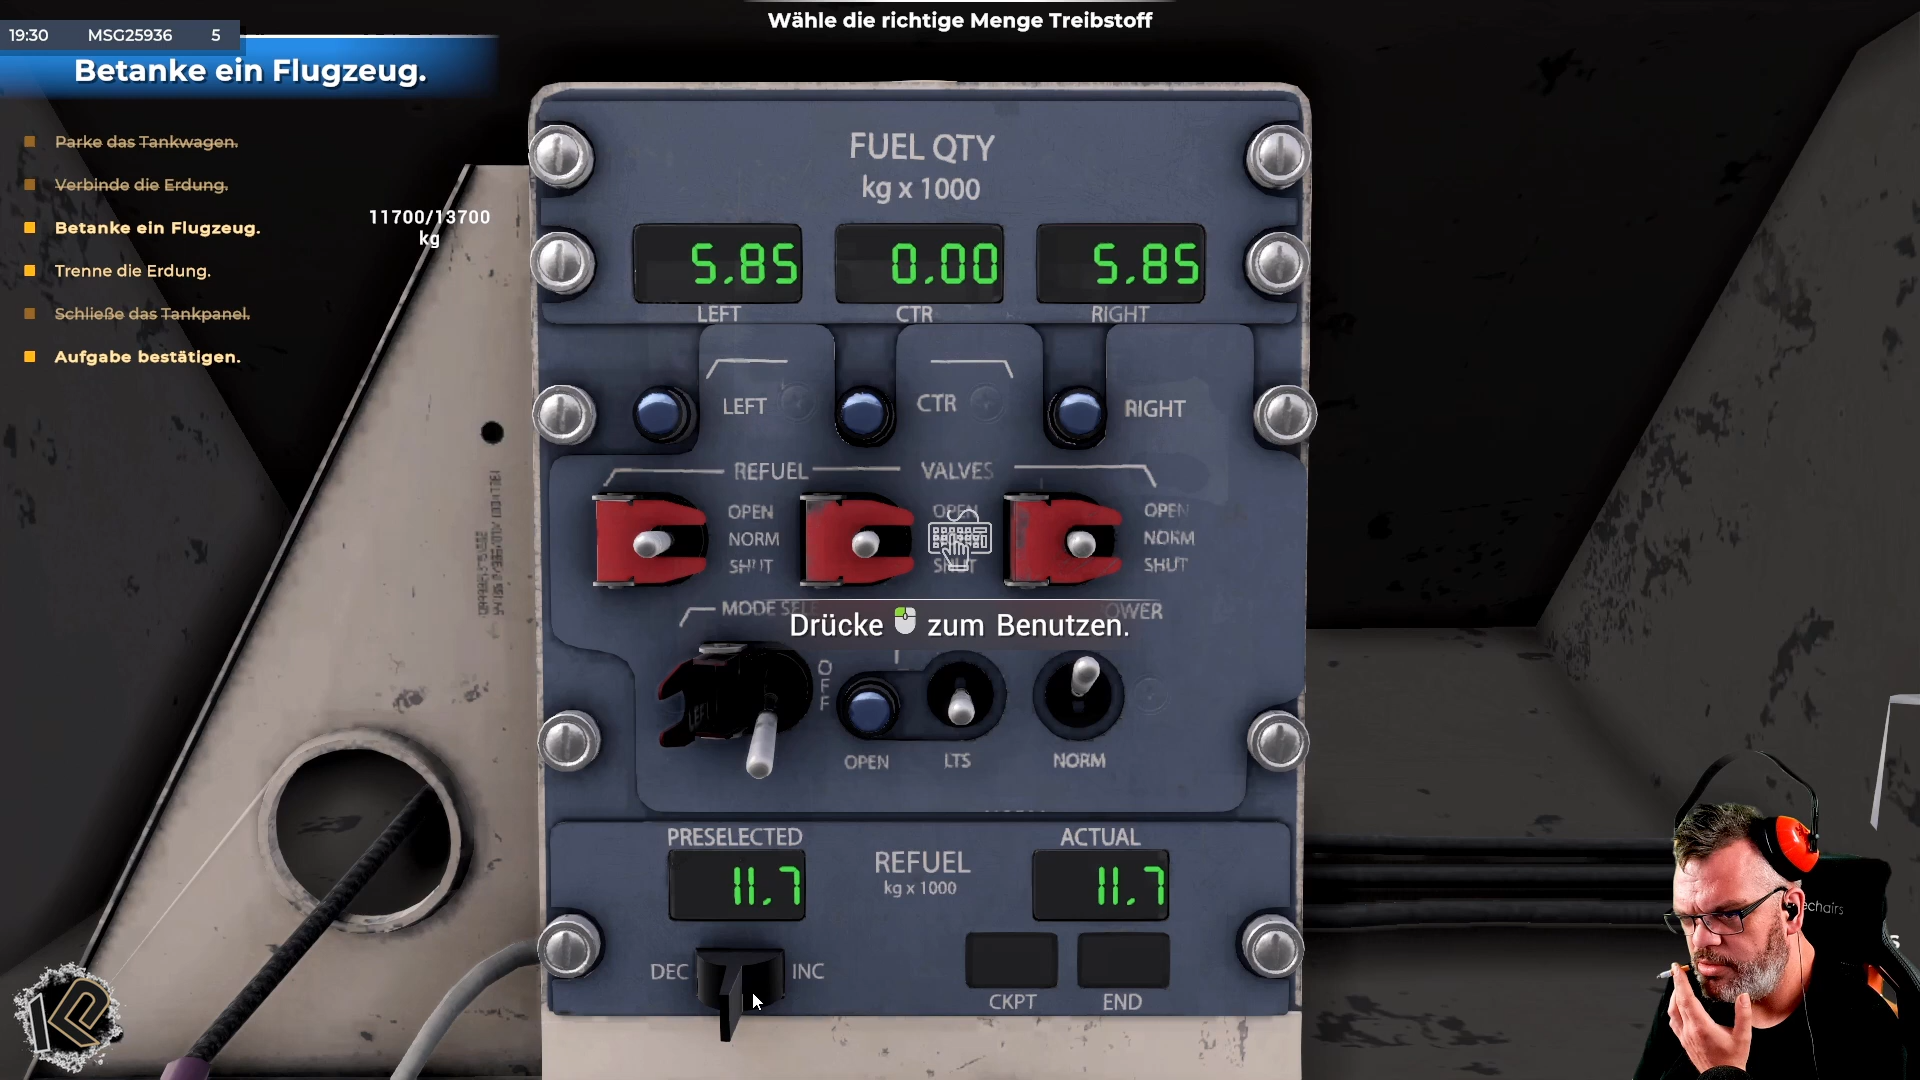 Wähle die richtige Menge Treibstoff
19:30 MSG25936 5
Betanke ein Flugzeug.
Parke das Tankwagen.
Verbinde die Erdung.
Betanke ein Flugzeug.
11700/13700
kg
Trenne die Erdung.
Schließe das Tankpanel.
Aufgabe bestätigen.
FUEL QTY
kg x 1000
5.85 0.00 5.85
LEFT CTR RIGHT
LEFT CTR RIGHT
REFUEL VALVES
OPEN OPEN OPEN
NORM NORM
SHUT SHUT SHUT
MODE
Drücke zum Benutzen.
OFF
OPEN LTS NORM
PRESELECTED ACTUAL
11.7 REFUEL 11.7
kg x 1000
DEC INC
CKPT END